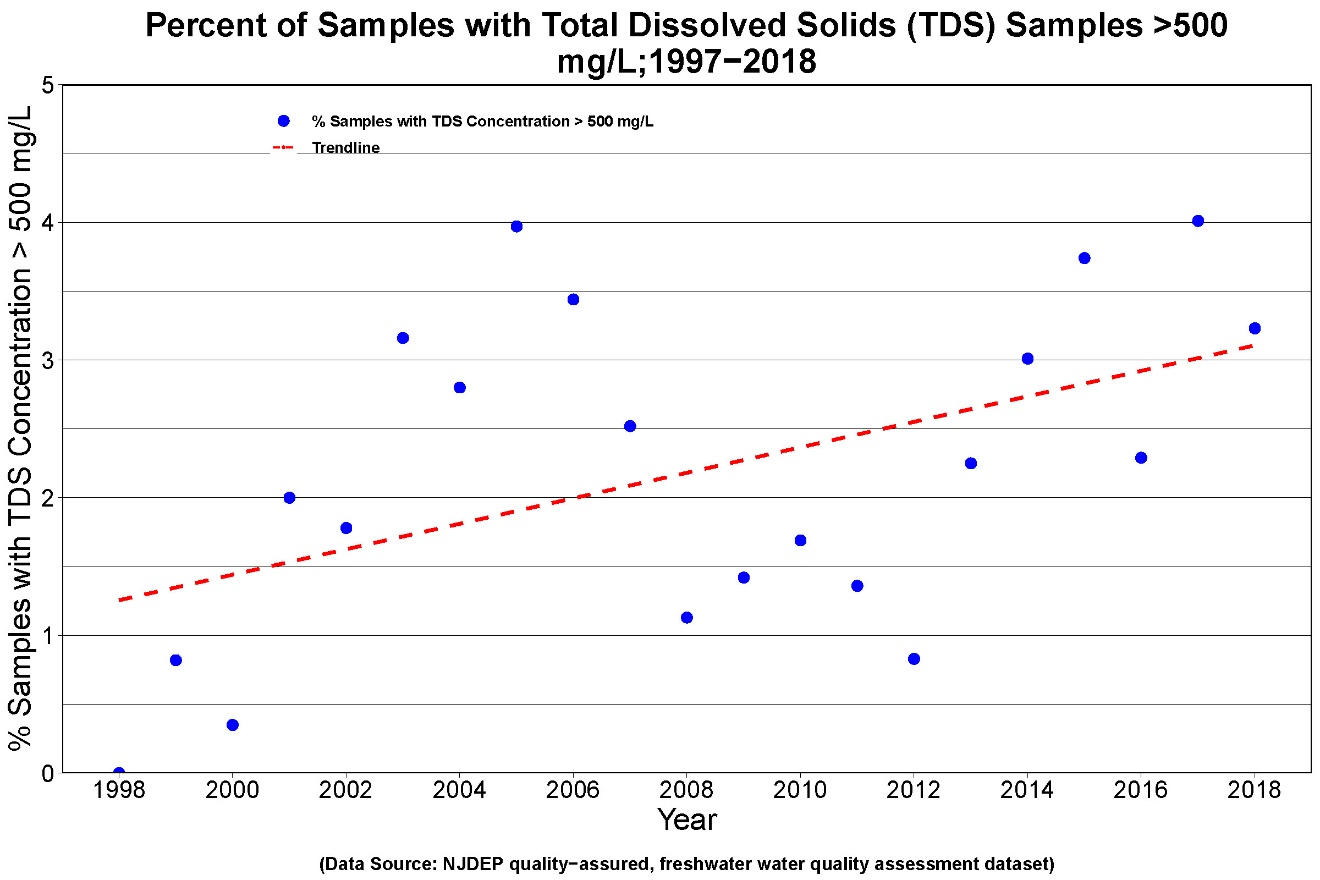 Percent of Samples with Total Dissolved Solids (TDS) Samples >500
mg/L;1997−2018
% Samples with TDS Concentration > 500 mg/L
% Samples with TDS Concentration > 500 mg/L
Trendline
5
4
3
2
1
0
1998 2000 2002 2004 2006 2008 2010 2012 2014 2016 2018
Year
(Data Source: NJDEP quality−assured, freshwater water quality assessment dataset)